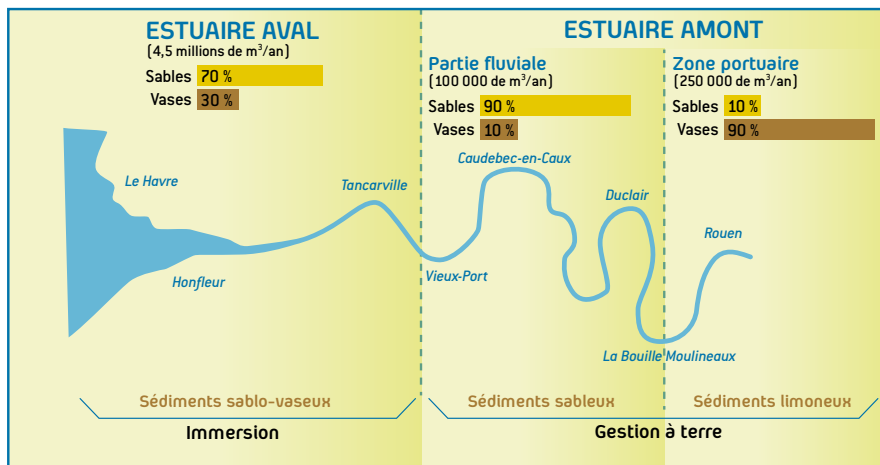 ESTUAIRE AVAL
(4,5 millions de m³/an)
Sables 70 %
Vases 30 %
ESTUAIRE AMONT
Partie fluviale
(100 000 de m³/an)
Sables 90 %
Vases 10 %
Zone portuaire
(250 000 de m³/an)
Sables 10 %
Vases 90 %
Le Havre
Honfleur
Tancarville
Vieux-Port
Caudebec-en-Caux
Duclair
La Bouille Moulineaux
Rouen
Sédiments sablo-vaseux
Sédiments sableux
Sédiments limoneux
Immersion
Gestion à terre